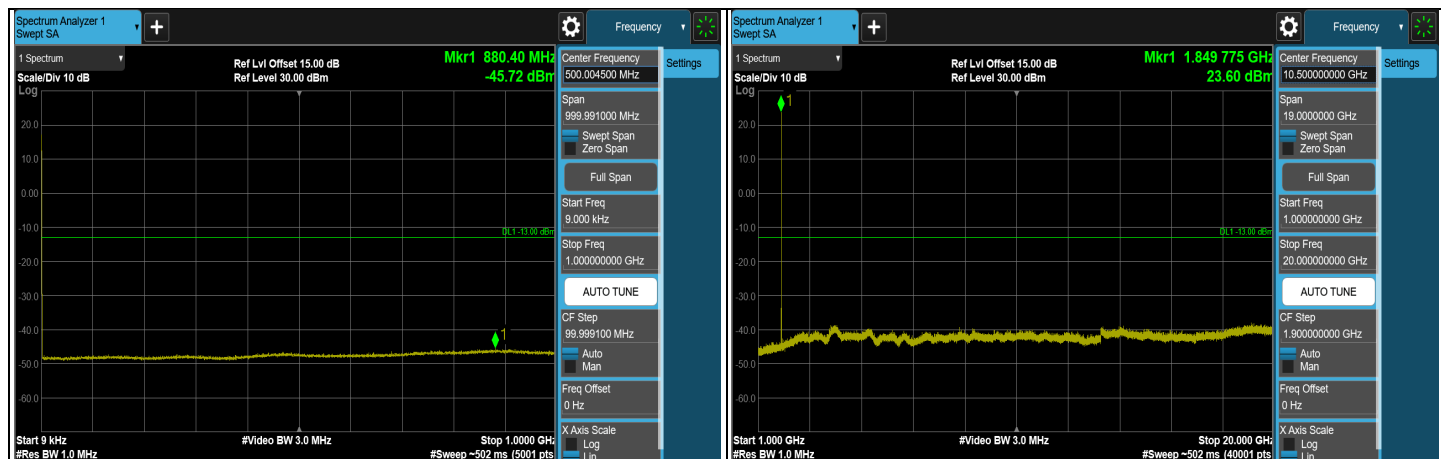 Spectrum Analyzer 1
Swept SA
Frequency
1 Spectrum
Scale/Div 10 dB
Ref Lvl Offset 15.00 dB
Ref Level 30.00 dBm
Mkr1 880.40 MHz
-45.72 dBm
Log
20.0
10.0
0.00
-10.0
-20.0
-30.0
-40.0
-50.0
-60.0
DL1 -13.00 dBm
1
Start 9 kHz
#Res BW 1.0 MHz
#Video BW 3.0 MHz
Stop 1.0000 GHz
#Sweep ~502 ms (5001 pts
Center Frequency
500.004500 MHz
Span
999.991000 MHz
Swept Span
Zero Span
Full Span
Start Freq
9.000 kHz
Stop Freq
1.000000000 GHz
AUTO TUNE
CF Step
99.999100 MHz
Auto
Man
Freq Offset
0 Hz
X Axis Scale
Log
Lin
Settings
Spectrum Analyzer 1
Swept SA
Frequency
1 Spectrum
Scale/Div 10 dB
Ref Lvl Offset 15.00 dB
Ref Level 30.00 dBm
Mkr1 1.849 775 GHz
23.60 dBm
Log
1
20.0
10.0
0.00
-10.0
-20.0
-30.0
-40.0
-50.0
-60.0
DL1 -13.00 dBm
Start 1.000 GHz
#Res BW 1.0 MHz
#Video BW 3.0 MHz
Stop 20.000 GHz
#Sweep ~502 ms (40001 pts
Center Frequency
10.500000000 GHz
Span
19.0000000 GHz
Swept Span
Zero Span
Full Span
Start Freq
1.000000000 GHz
Stop Freq
20.000000000 GHz
AUTO TUNE
CF Step
1.900000000 GHz
Auto
Man
Freq Offset
0 Hz
X Axis Scale
Log
Lin
Settings